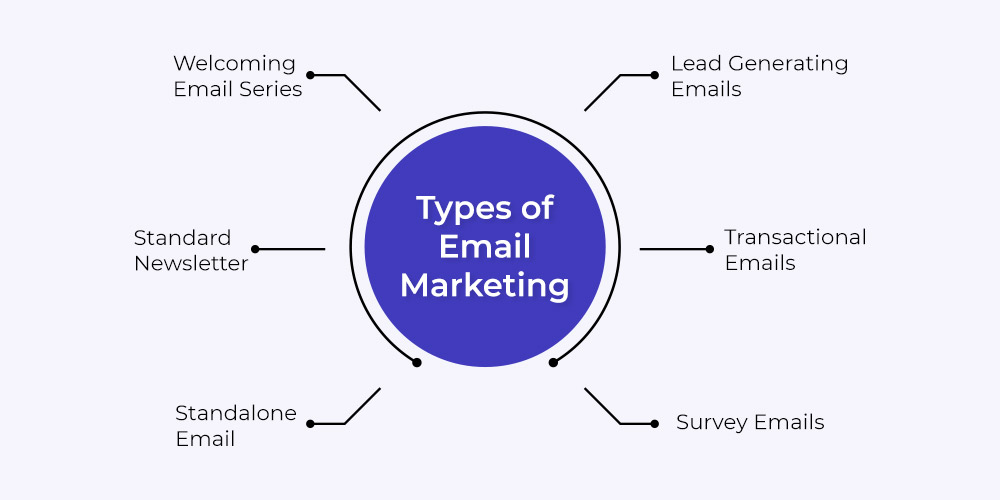 Welcoming
Email Series
Lead Generating
Emails
Types of
Email
Marketing
Standard
Newsletter
Transactional
Emails
Standalone
Email
Survey Emails